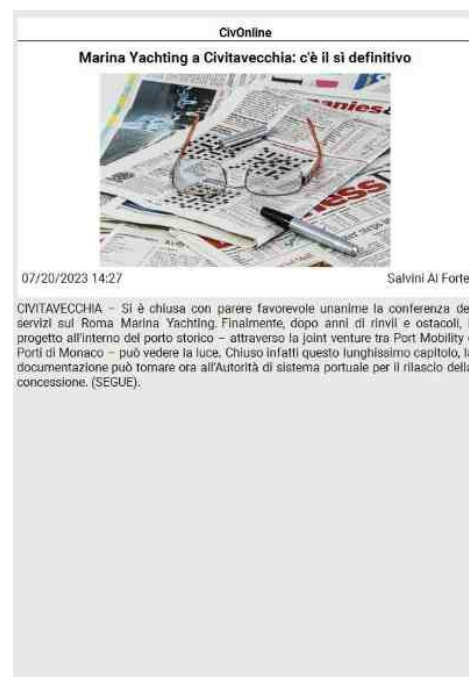 CivOnline
Marina Yachting a Civitavecchia: c'è il sì definitivo
anies&
ess
07/20/2023 14:27
Salvini Al Forte
CIVITAVECCHIA – Si è chiusa con parere favorevole unanime la conferenza de
servizi sul Roma Marina Yachting. Finalmente, dopo anni di rinvii e ostacoli,
progetto all'interno del porto storico – attraverso la joint venture tra Port Mobility
Porti di Monaco – può vedere la luce. Chiuso infatti questo lunghissimo capitolo, la
documentazione può tornare ora all'Autorità di sistema portuale per il rilascio della
concessione. (SEGUE).